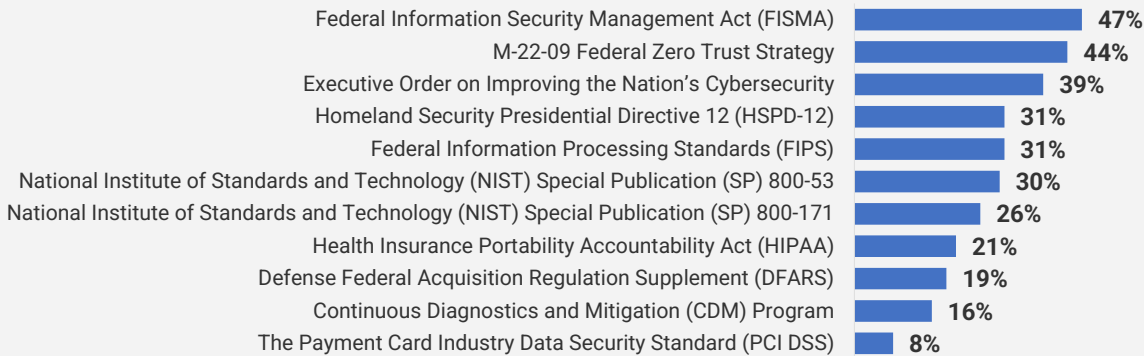 Federal Information Security Management Act (FISMA) 47%
M-22-09 Federal Zero Trust Strategy 44%
Executive Order on Improving the Nation’s Cybersecurity 39%
Homeland Security Presidential Directive 12 (HSPD-12) 31%
Federal Information Processing Standards (FIPS) 31%
National Institute of Standards and Technology (NIST) Special Publication (SP) 800-53 30%
National Institute of Standards and Technology (NIST) Special Publication (SP) 800-171 26%
Health Insurance Portability Accountability Act (HIPAA) 21%
Defense Federal Acquisition Regulation Supplement (DFARS) 19%
Continuous Diagnostics and Mitigation (CDM) Program 16%
The Payment Card Industry Data Security Standard (PCI DSS) 8%